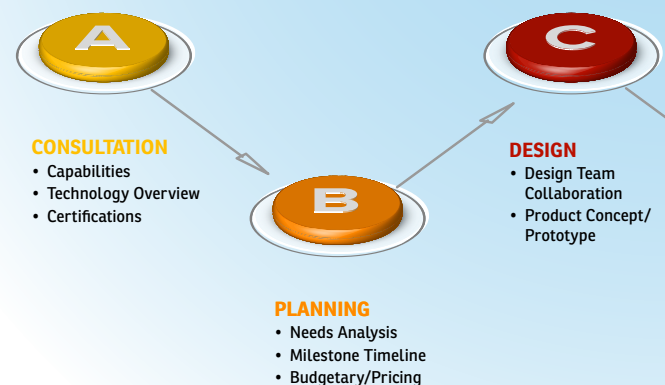 A
CONSULTATION
• Capabilities
• Technology Overview
• Certifications
B
PLANNING
• Needs Analysis
• Milestone Timeline
• Budgetary/Pricing
C
DESIGN
• Design Team
Collaboration
• Product Concept/
Prototype